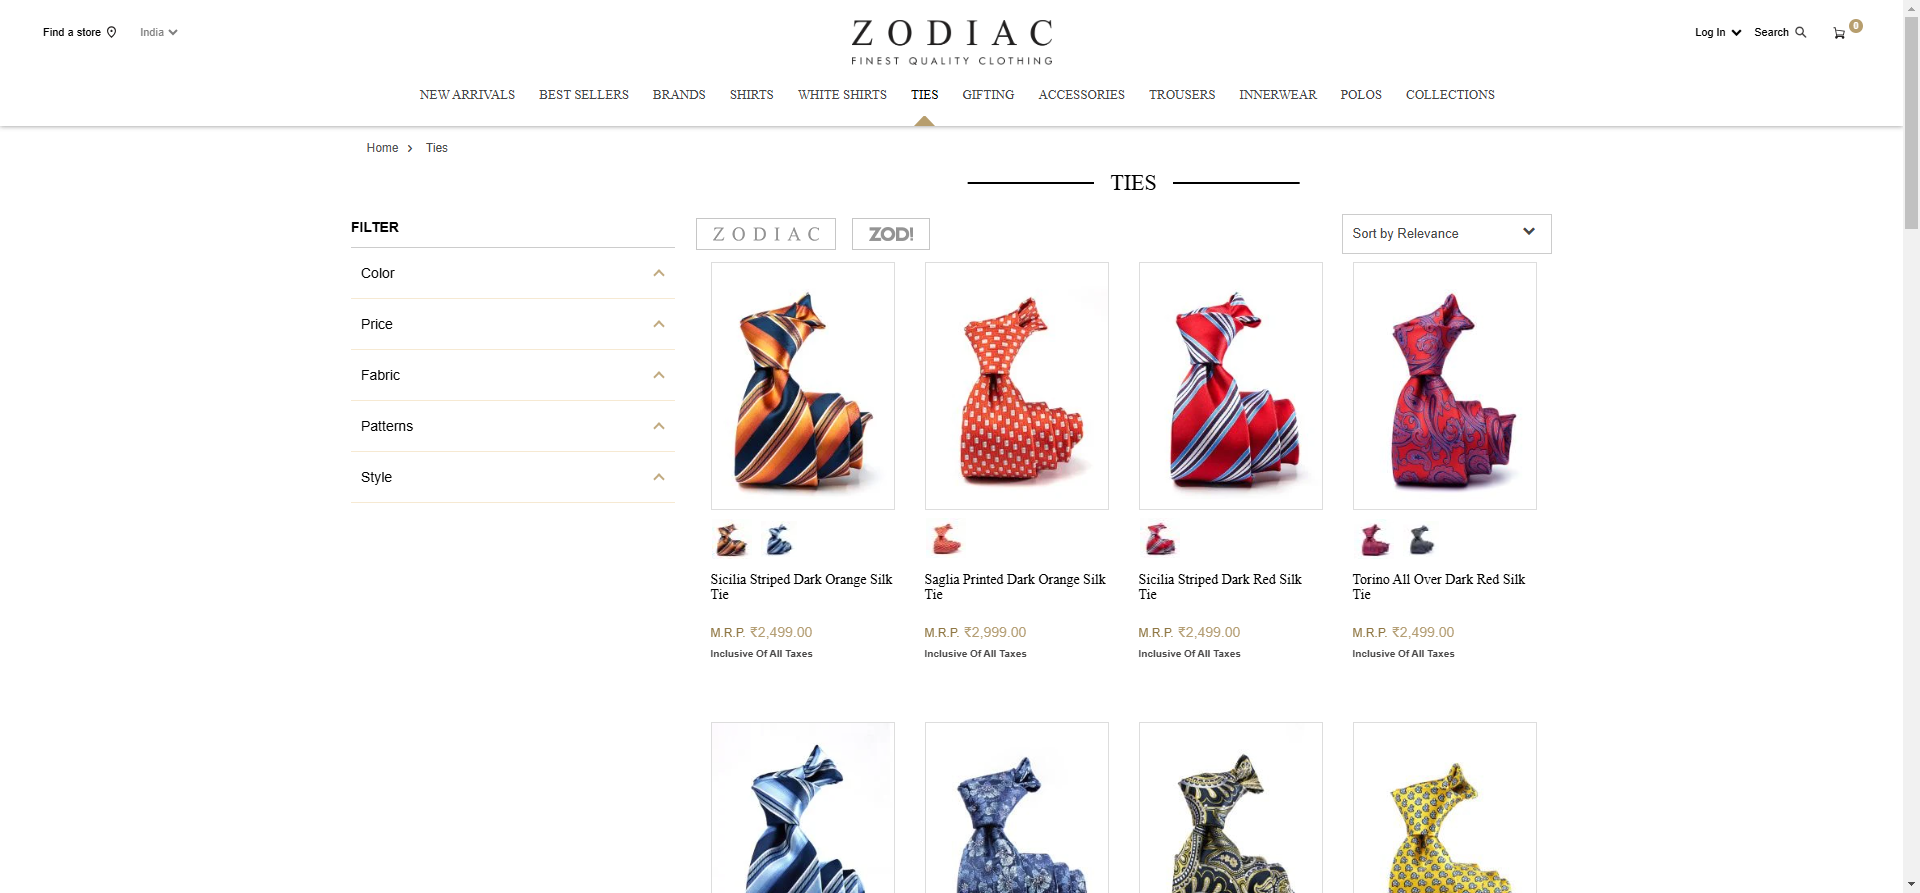 Find a store
India
ZODIAC
FINEST QUALITY CLOTHING
Log In
Search
0
NEW ARRIVALS
BEST SELLERS
BRANDS
SHIRTS
WHITE SHIRTS
TIES
GIFTING
ACCESSORIES
TROUSERS
INNERWEAR
POLOS
COLLECTIONS
Home
Ties
TIES
FILTER
Color
Price
Fabric
Patterns
Style
ZODIAC
ZOD!
Sort by Relevance
Sicilia Striped Dark Orange Silk
Tie
M.R.P. ₹2,499.00
Inclusive Of All Taxes
Saglia Printed Dark Orange Silk
Tie
M.R.P. ₹2,999.00
Inclusive Of All Taxes
Sicilia Striped Dark Red Silk
Tie
M.R.P. ₹2,499.00
Inclusive Of All Taxes
Torino All Over Dark Red Silk
Tie
M.R.P. ₹2,499.00
Inclusive Of All Taxes